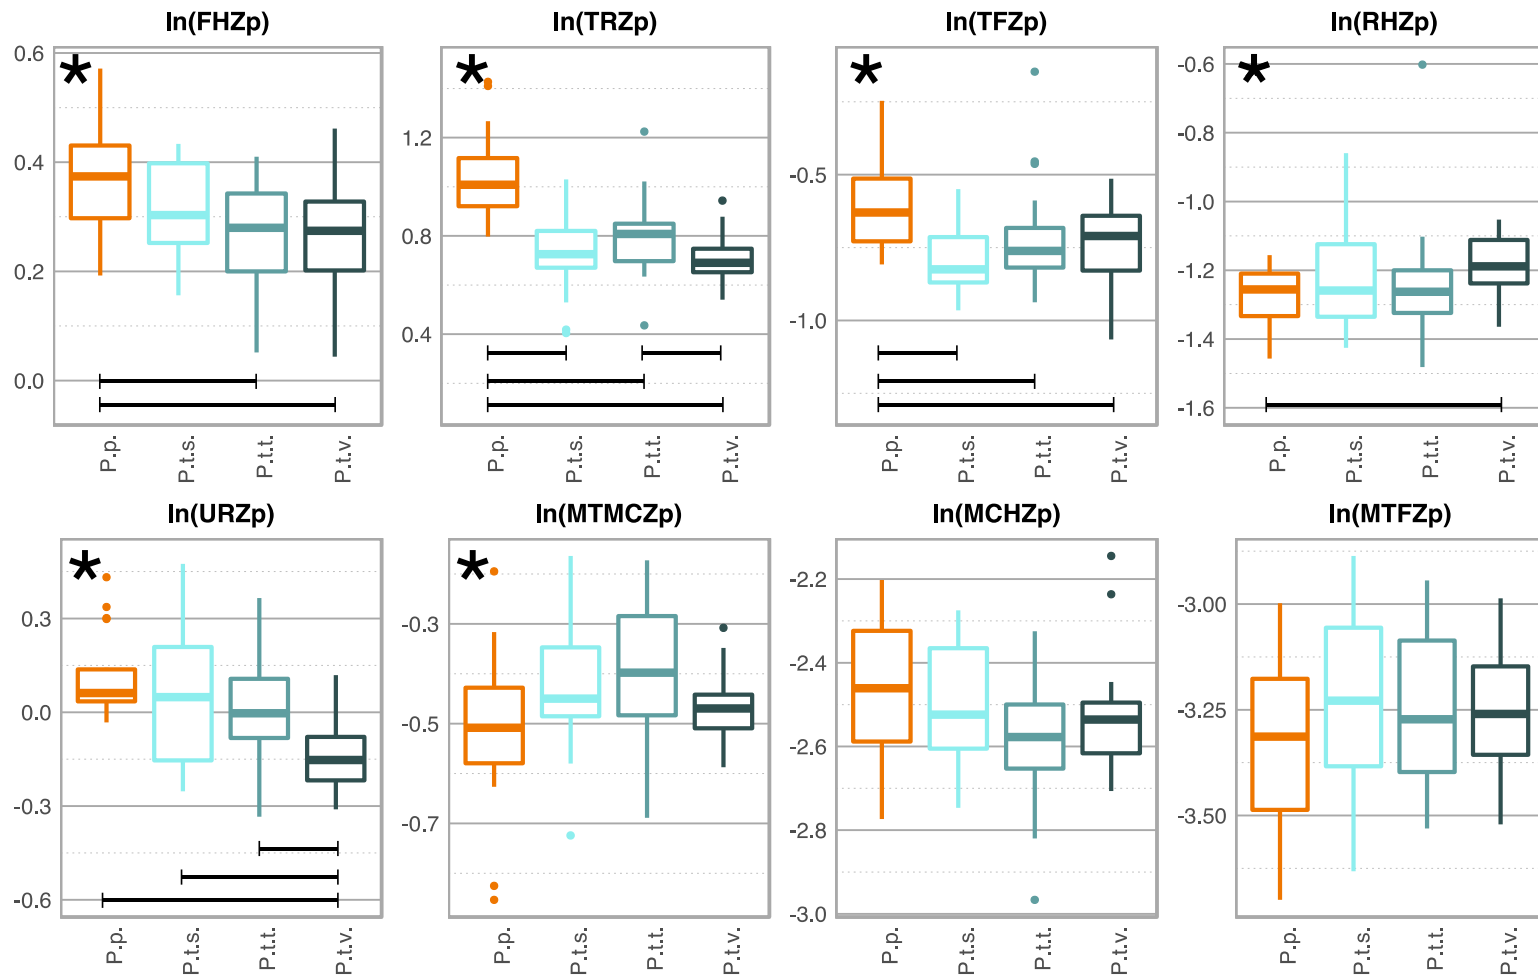 ln(FHZp)
0.6
0.4
0.2
0.0
*
P.p.
P.t.s.
P.t.t.
P.t.v.
ln(TRZp)
1.2
0.8
0.4
*
P.p.
P.t.s.
P.t.t.
P.t.v.
ln(TFZp)
-0.5
-1.0
*
P.p.
P.t.s.
P.t.t.
P.t.v.
ln(RHZp)
-0.6
-0.8
-1.0
-1.2
-1.4
-1.6
*
P.p.
P.t.s.
P.t.t.
P.t.v.
ln(URZp)
0.3
0.0
-0.3
-0.6
*
P.p.
P.t.s.
P.t.t.
P.t.v.
ln(MTMCZp)
-0.3
-0.5
-0.7
*
P.p.
P.t.s.
P.t.t.
P.t.v.
ln(MCHZp)
-2.2
-2.4
-2.6
-2.8
-3.0
P.p.
P.t.s.
P.t.t.
P.t.v.
ln(MTFZp)
-3.00
-3.25
-3.50
P.p.
P.t.s.
P.t.t.
P.t.v.